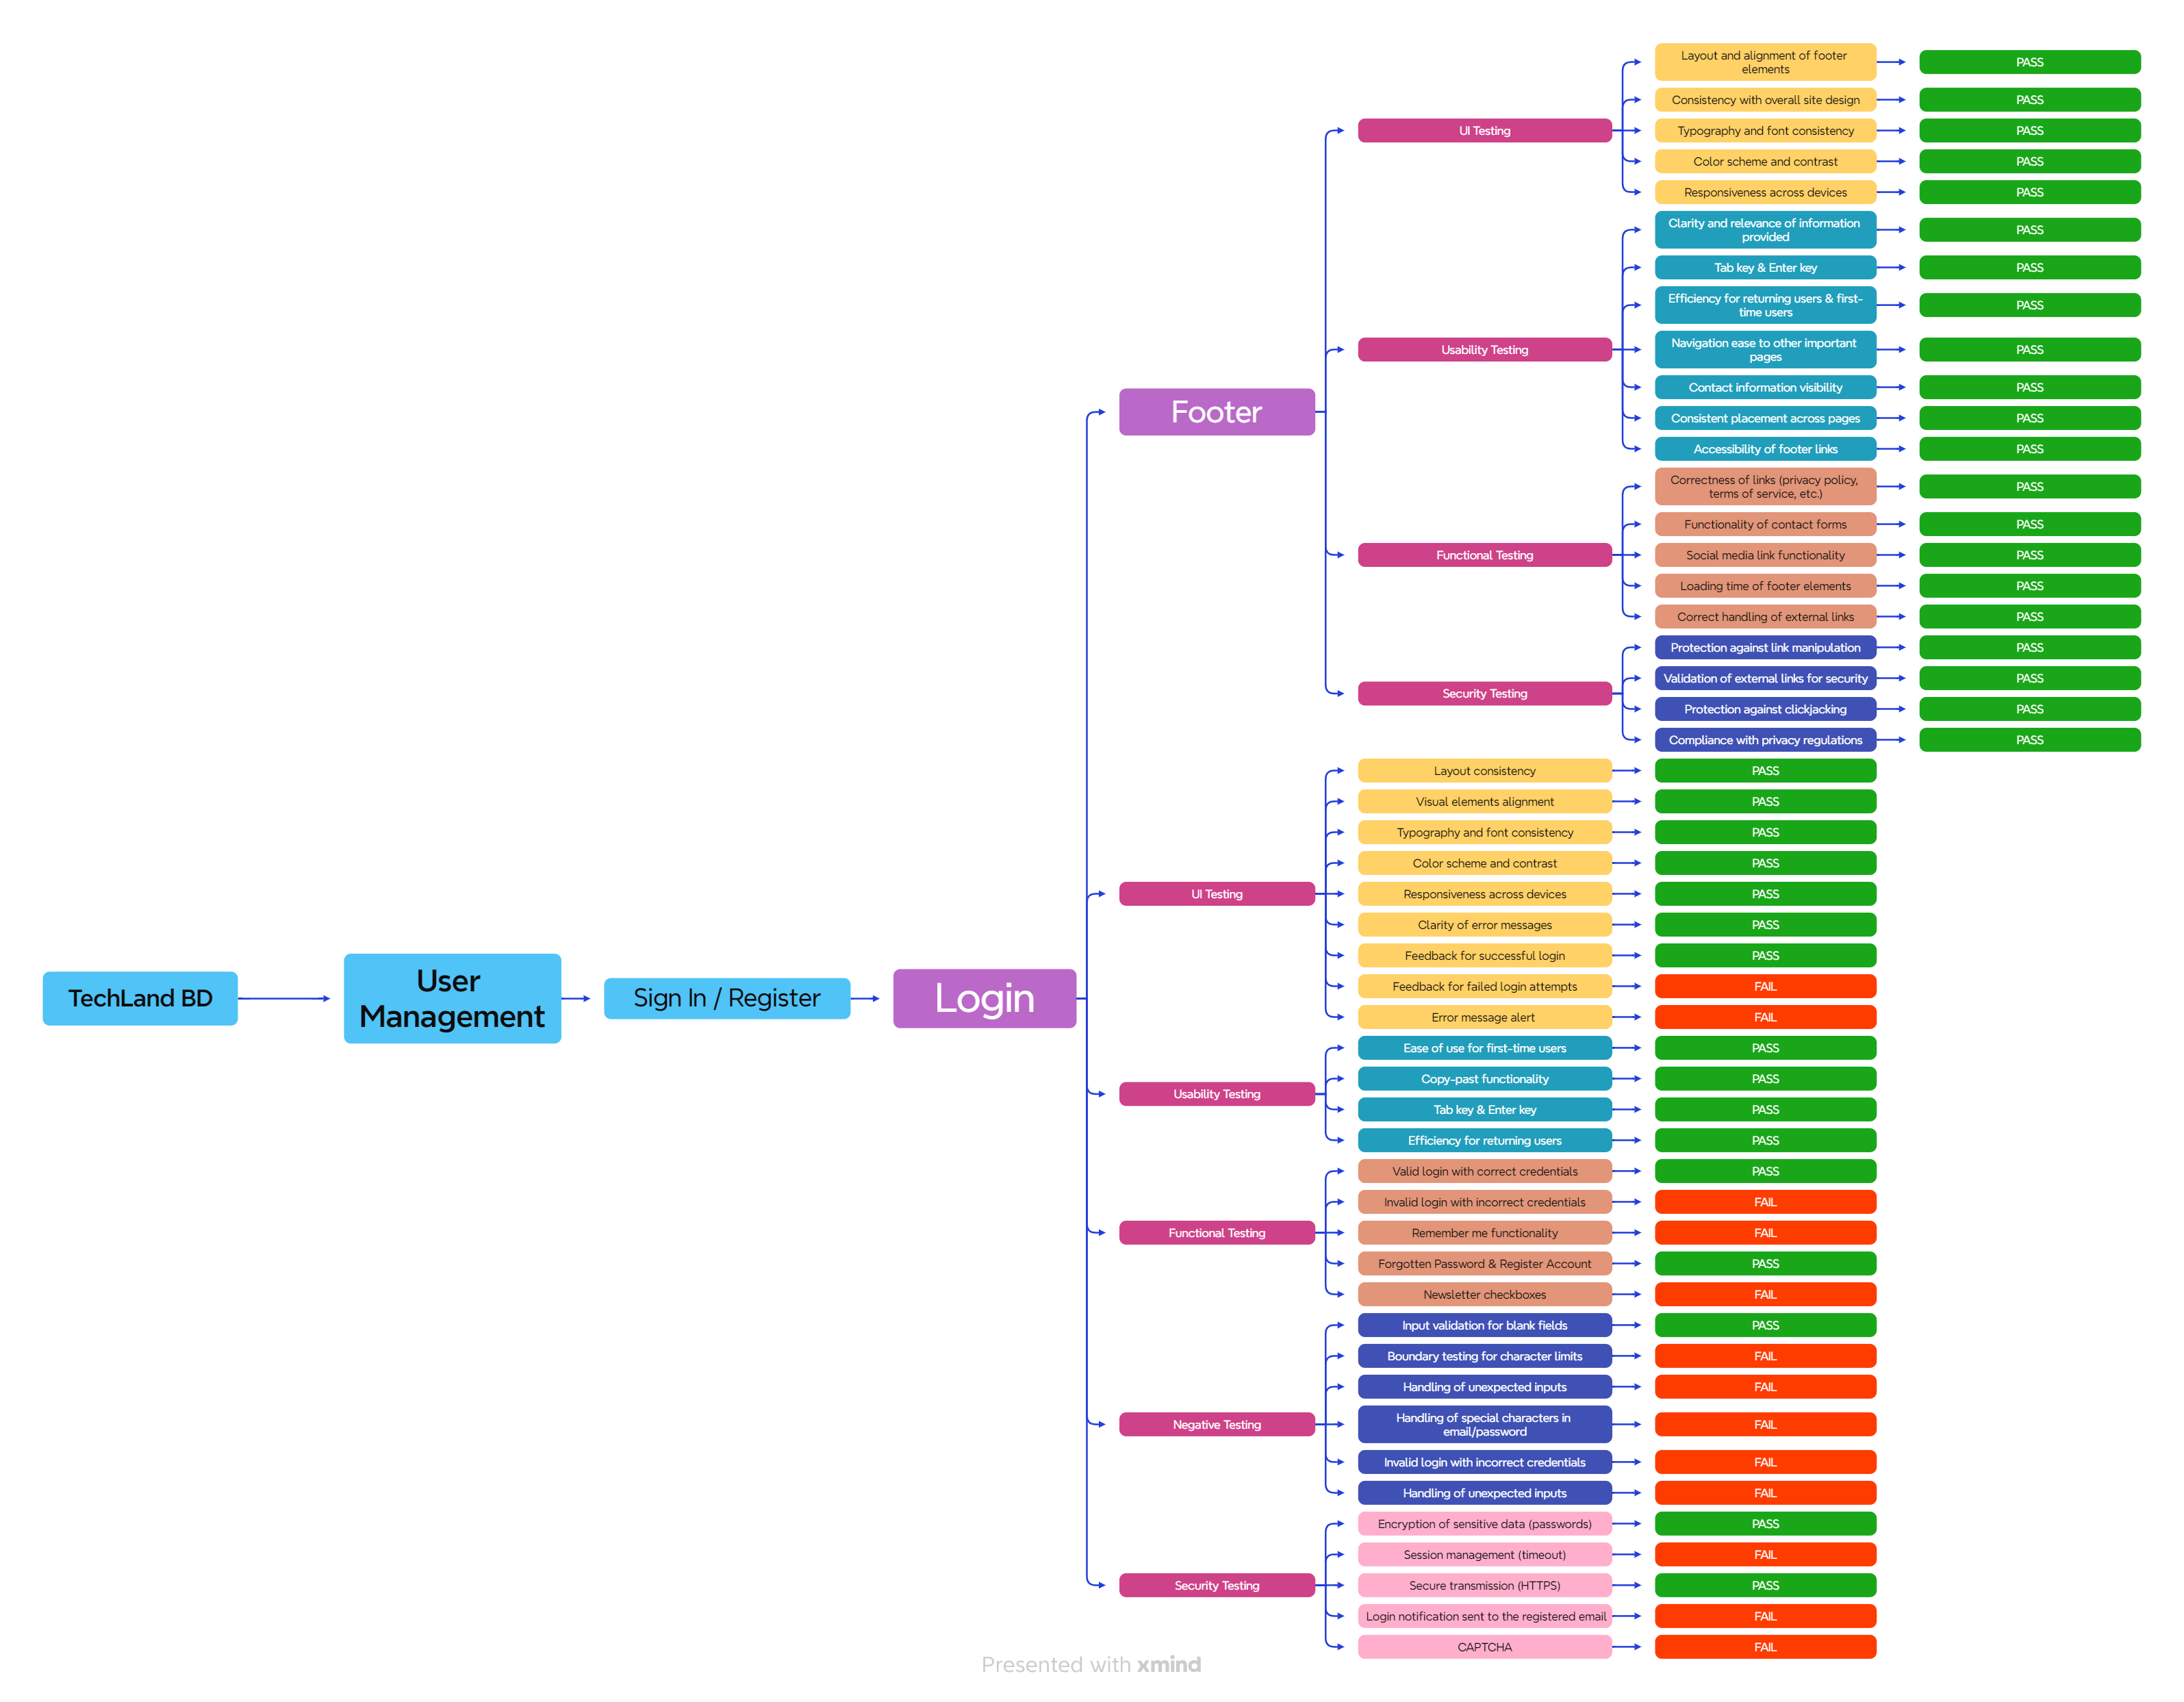 TechLand BD
User
Management
Sign In / Register
Login
Footer
UI Testing
Layout and alignment of footer
elements
PASS
Consistency with overall site design
PASS
Typography and font consistency
PASS
Color scheme and contrast
PASS
Responsiveness across devices
PASS
Usability Testing
Clarity and relevance of information
provided
PASS
Tab key & Enter key
PASS
Efficiency for returning users & first-
time users
PASS
Navigation ease to other important
pages
PASS
Contact information visibility
PASS
Consistent placement across pages
PASS
Accessibility of footer links
PASS
Functional Testing
Correctness of links (privacy policy,
terms of service, etc.)
PASS
Functionality of contact forms
PASS
Social media link functionality
PASS
Loading time of footer elements
PASS
Correct handling of external links
PASS
Security Testing
Protection against link manipulation
PASS
Validation of external links for security
PASS
Protection against clickjacking
PASS
Compliance with privacy regulations
PASS
UI Testing
Layout consistency
PASS
Visual elements alignment
PASS
Typography and font consistency
PASS
Color scheme and contrast
PASS
Responsiveness across devices
PASS
Clarity of error messages
PASS
Feedback for successful login
PASS
Feedback for failed login attempts
FAIL
Error message alert
FAIL
Usability Testing
Ease of use for first-time users
PASS
Copy-past functionality
PASS
Tab key & Enter key
PASS
Efficiency for returning users
PASS
Functional Testing
Valid login with correct credentials
PASS
Invalid login with incorrect credentials
FAIL
Remember me functionality
FAIL
Forgotten Password & Register Account
PASS
Newsletter checkboxes
FAIL
Negative Testing
Input validation for blank fields
PASS
Boundary testing for character limits
FAIL
Handling of unexpected inputs
FAIL
Handling of special characters in
email/password
FAIL
Invalid login with incorrect credentials
FAIL
Handling of unexpected inputs
FAIL
Security Testing
Encryption of sensitive data (passwords)
PASS
Session management (timeout)
FAIL
Secure transmission (HTTPS)
PASS
Login notification sent to the registered email
FAIL
CAPTCHA
FAIL
Presented with xmind